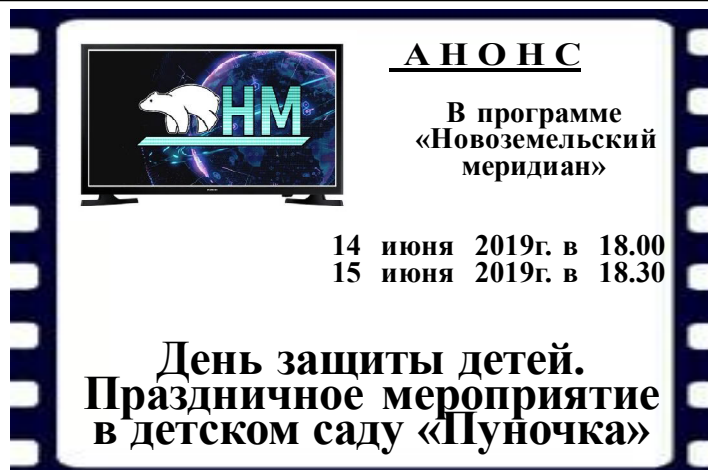 НМ
А Н О Н С
В программе
«Новоземельский
меридиан»
14 июня 2019г. в 18.00
15 июня 2019г. в 18.30
День защиты детей.
Праздничное мероприятие
в детском саду «Пуночка»